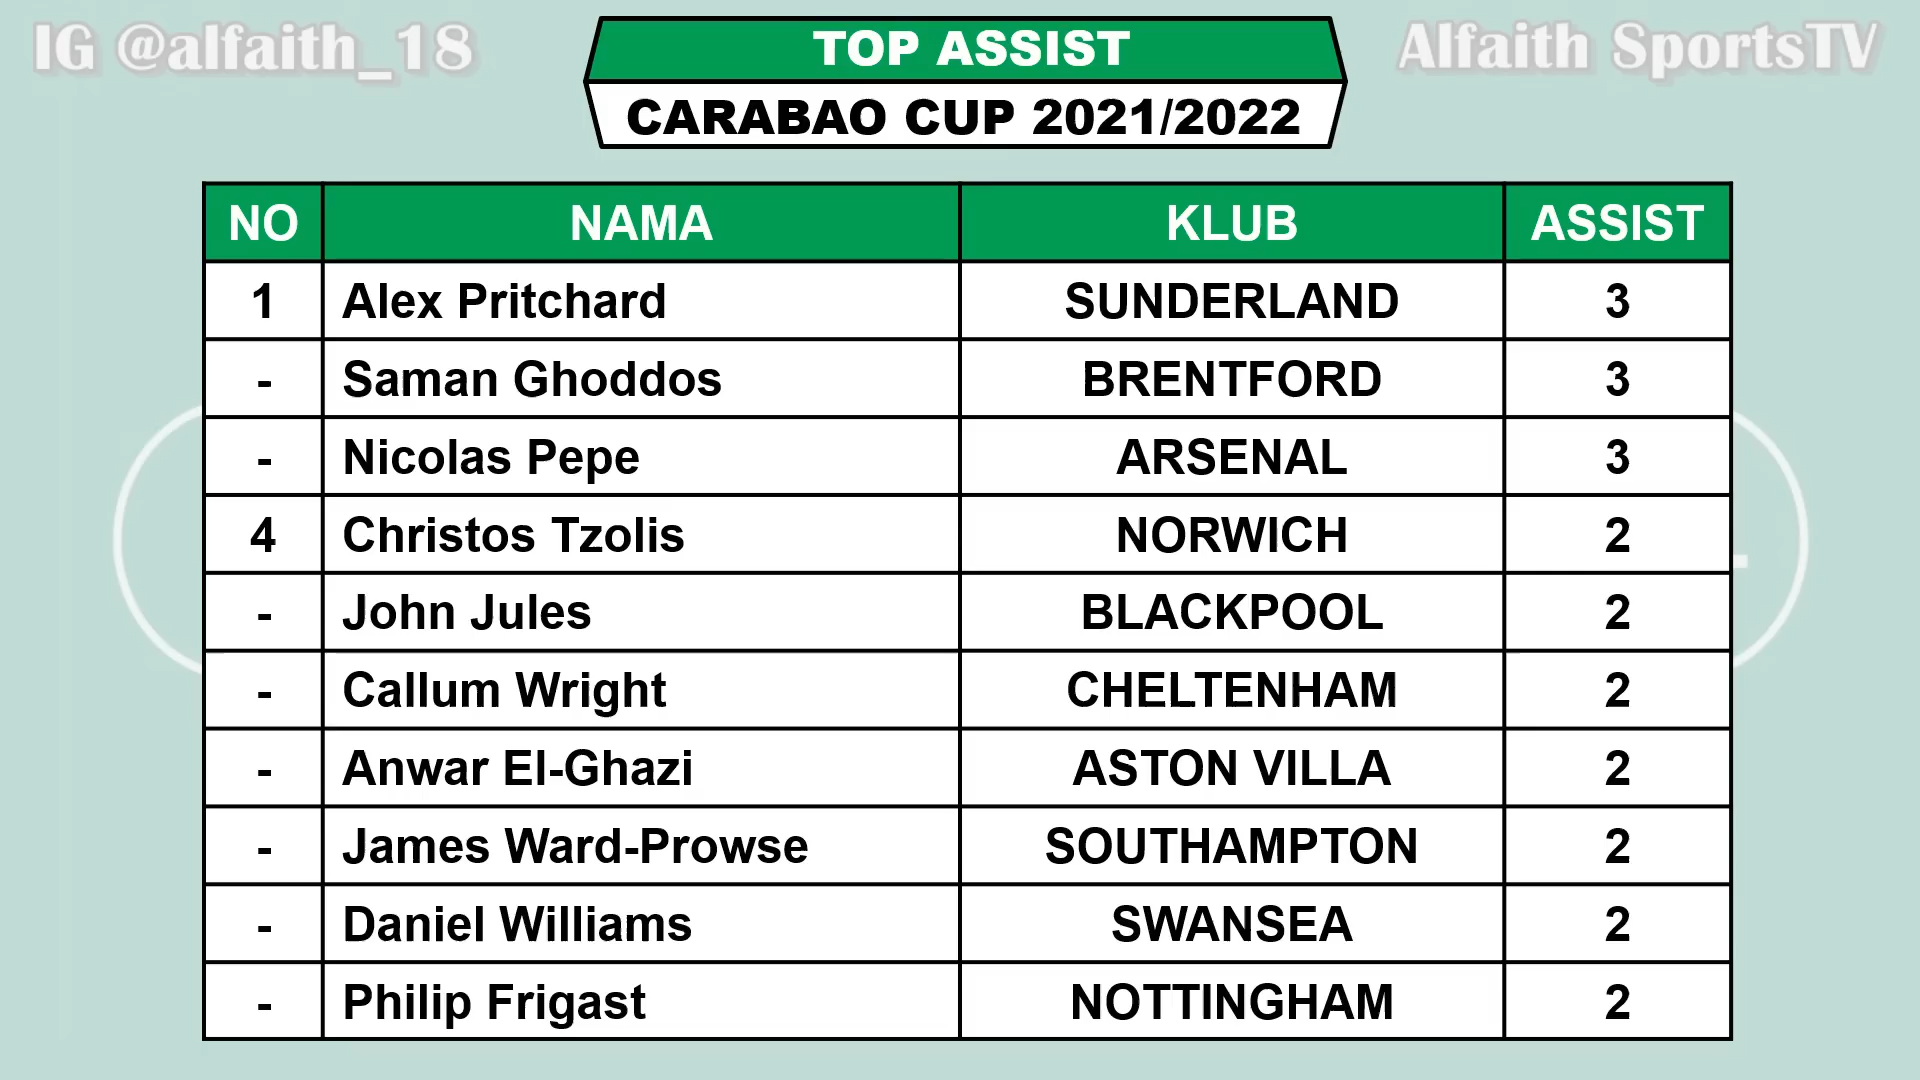 IG @alfaith_18
TOP ASSIST
CARABAO CUP 2021/2022
Alfaith SportsTV
NO NAMA KLUB ASSIST
1 Alex Pritchard SUNDERLAND 3
- Saman Ghoddos BRENTFORD 3
- Nicolas Pepe ARSENAL 3
4 Christos Tzolis NORWICH 2
- John Jules BLACKPOOL 2
- Callum Wright CHELTENHAM 2
- Anwar El-Ghazi ASTON VILLA 2
- James Ward-Prowse SOUTHAMPTON 2
- Daniel Williams SWANSEA 2
- Philip Frigast NOTTINGHAM 2